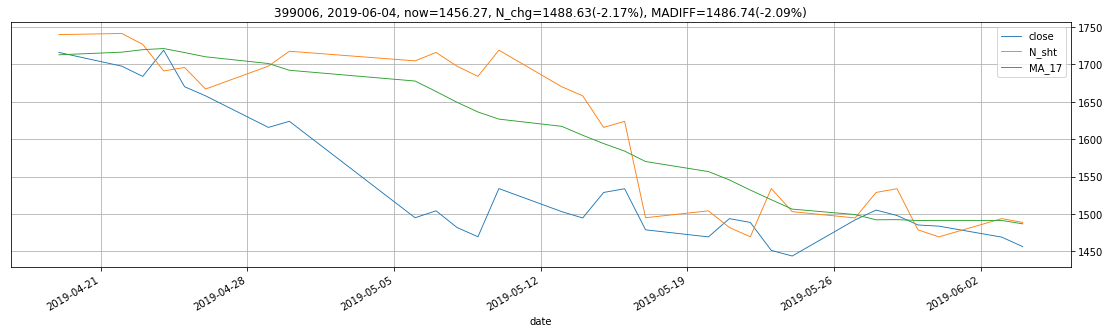 399006, 2019-06-04, now=1456.27, N_chg=1488.63(-2.17%), MADIFF=1486.74(-2.09%)
close
N_sht
MA_17
1750
1700
1650
1600
1550
1500
1450
2019-04-21
2019-04-28
2019-05-05
2019-05-12
2019-05-19
2019-05-26
2019-06-02
date